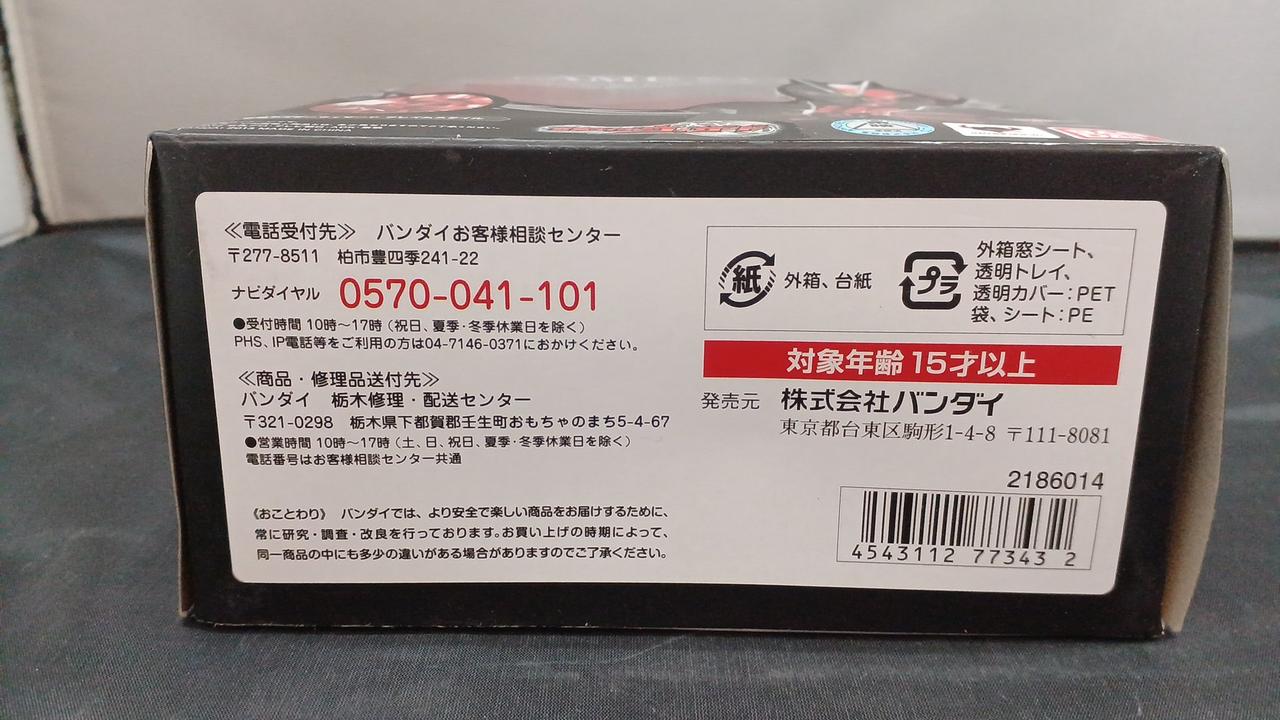 MADE IN CHINA
≪電話受付先≫ バンダイお客様相談センター
〒277-8511 柏市豊四季241-22
ナビダイヤル 0570-041-101
●受付時間 10時～17時(祝日、夏季・冬季休業日を除く)
PHS、IP電話等をご利用の方は04-7146-0371におかけください。
≪商品・修理品送付先≫
バンダイ 栃木修理・配送センター
〒321-0298 栃木県下都賀郡壬生町おもちゃのまち5-4-67
●営業時間 10時～17時(土、日、祝日、夏季・冬季休業日を除く)
電話番号はお客様相談センター共通
《おことわり》 バンダイでは、より安全で楽しい商品をお届けするために、
常に研究・調査・改良を行っております。お買い上げの時期によって、
同一商品の中にも多少の違いがある場合がありますのでご了承ください。
紙 外箱、台紙
プラ
外箱窓シート、
透明トレイ、
透明カバー：PET
袋、シート：PE
対象年齢15才以上
発売元 株式会社バンダイ
東京都台東区駒形1-4-8 〒111-8081
2186014
4543112 77343 2